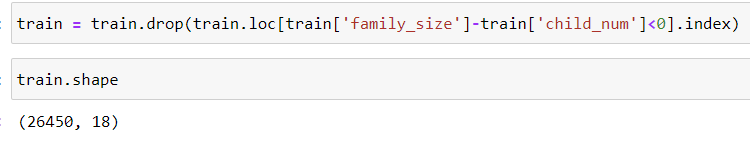 train = train.drop(train.loc[train['family_size']-train['child_num']<0].index)
train.shape
(26450, 18)